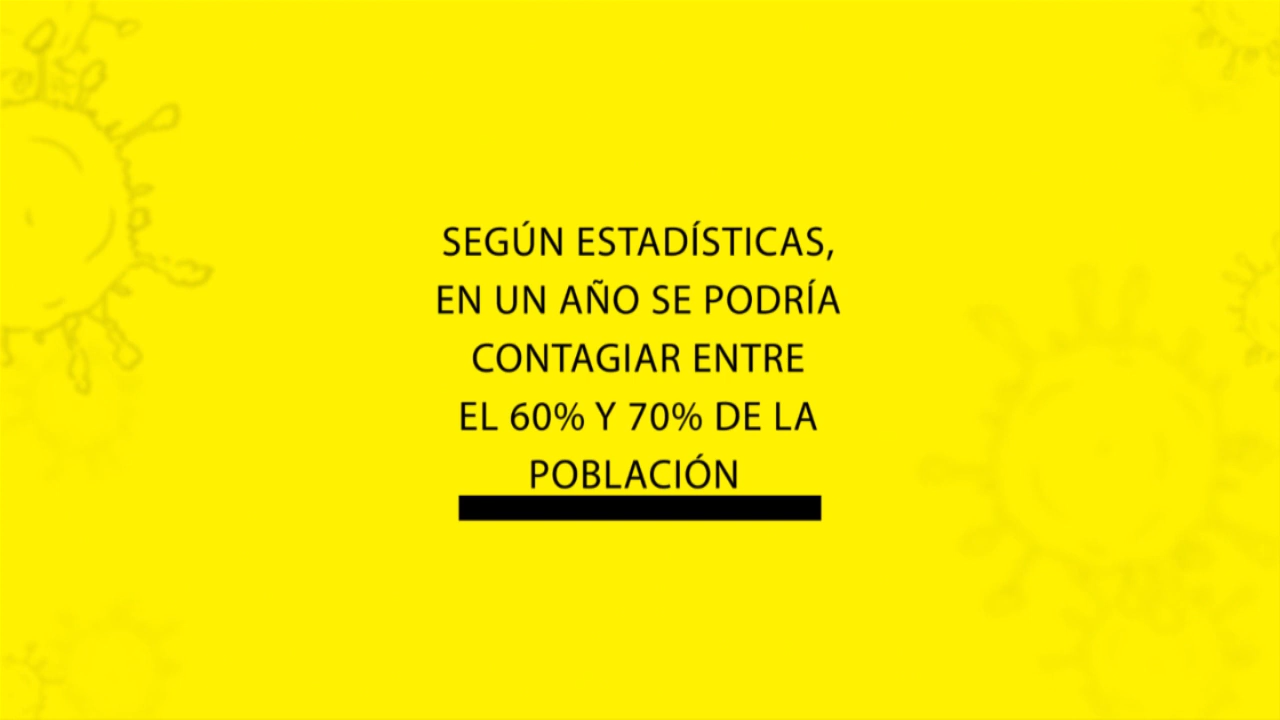 SEGÚN ESTADÍSTICAS,
EN UN AÑO SE PODRÍA
CONTAGIAR ENTRE
EL 60% Y 70% DE LA
POBLACIÓN